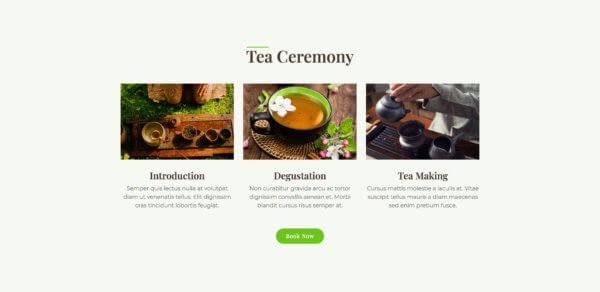 Tea Ceremony
Introduction
Semper quis lectus nulla at volutpat
diam ut venenatis tellus. Elit dignissim
cras tincidunt lobortis feugiat.
Degustation
Non curabitur gravida arcu ac tortor
dignissim convallis aenean et. Morbi
blandit cursus risus semper at.
Tea Making
Cursus mattis molestie a iaculis at. Vitae
suscipit tellus mauris a diam maecenas
sed enim pretium fusce.
Book Now